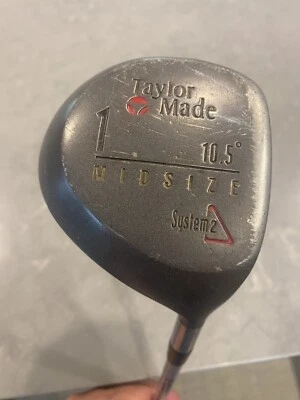 Taylor
Made
1
10.5°
MIDSIZE
System2